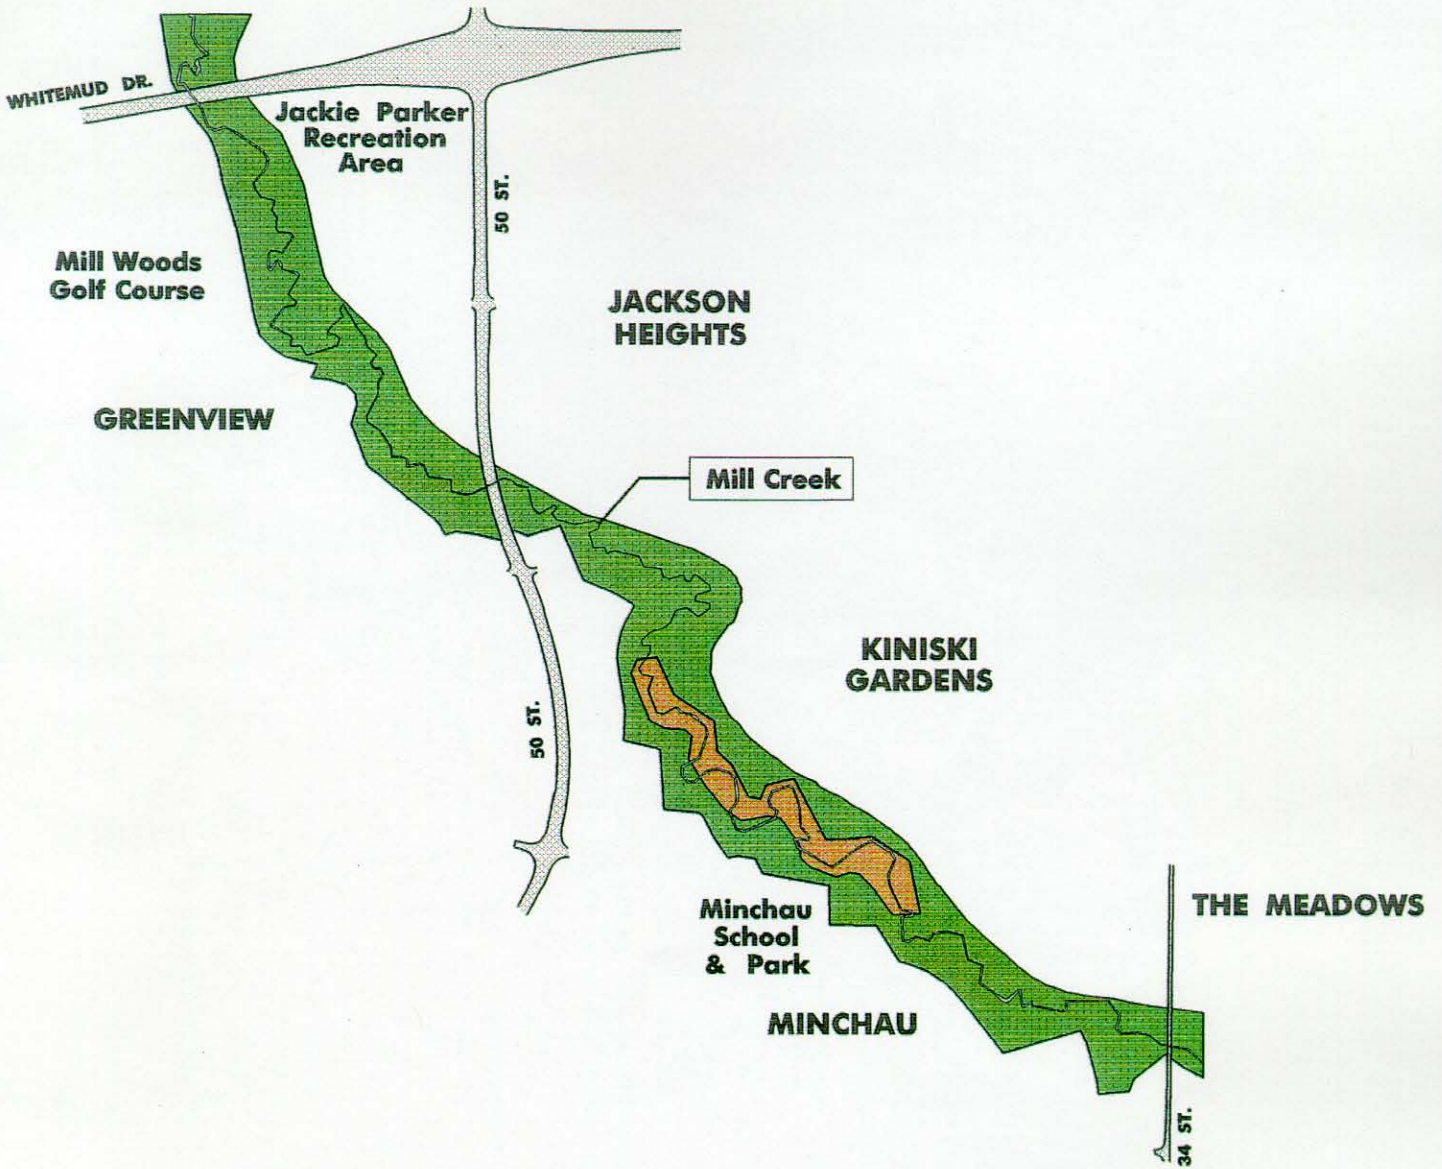 WHITEMUD DR.
Jackie Parker
Recreation
Area
50 ST.
Mill Woods
Golf Course
JACKSON
HEIGHTS
GREENVIEW
Mill Creek
KINISKI
GARDENS
50 ST.
Minchau
School
& Park
THE MEADOWS
MINCHAU
34 ST.